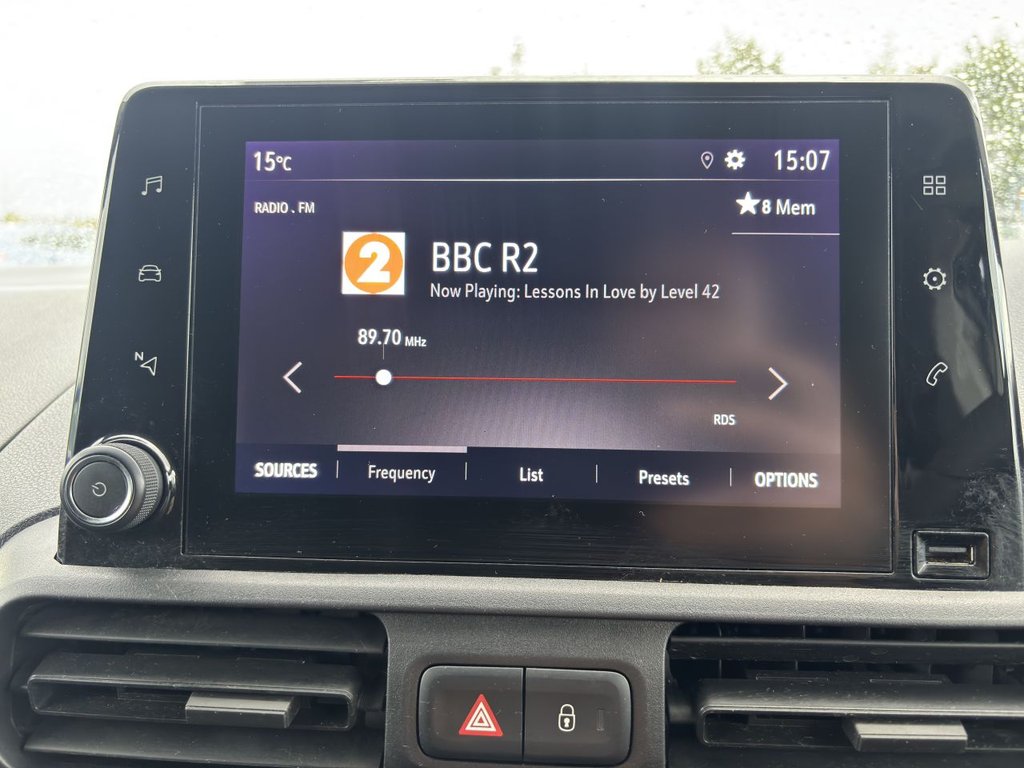 15°C 15:07
RADIO . FM
8 Mem
2
BBC R2
Now Playing: Lessons In Love by Level 42
89.70 MHz
RDS
SOURCES Frequency List Presets OPTIONS
N